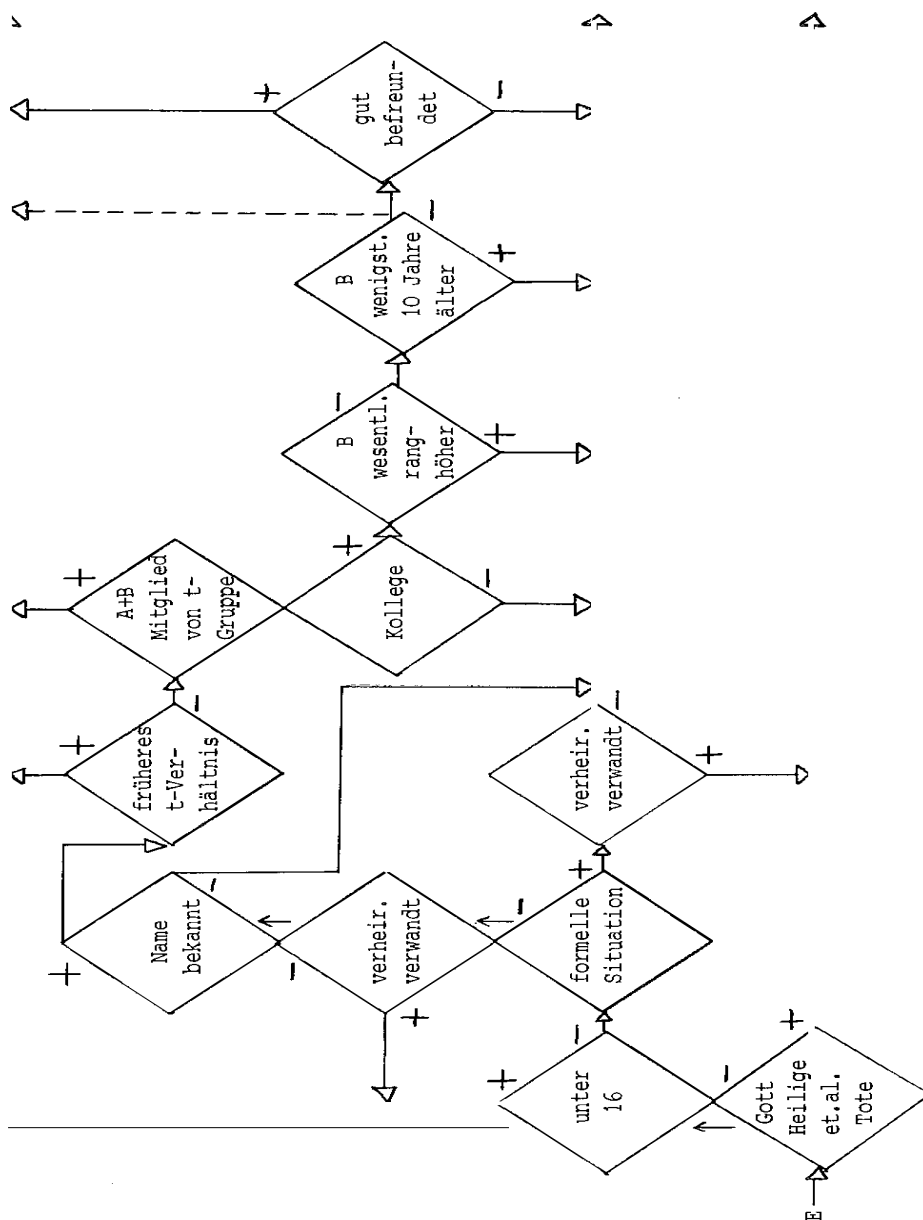 E
Gott
Heilige
et.al.
Tote
+
−
unter
16
+
−
formelle
Situation
+
−
verheir.
verwandt
−
+
verheir.
verwandt
+
−
Name
bekannt
+
−
früheres
t-Ver-
hältnis
+
−
A+B
Mitglied
von t-
Gruppe
+
Kollege
+
−
B
wesentl.
rang-
höher
−
+
B
wenigst.
10 Jahre
älter
−
+
gut
befreun-
det
+
−